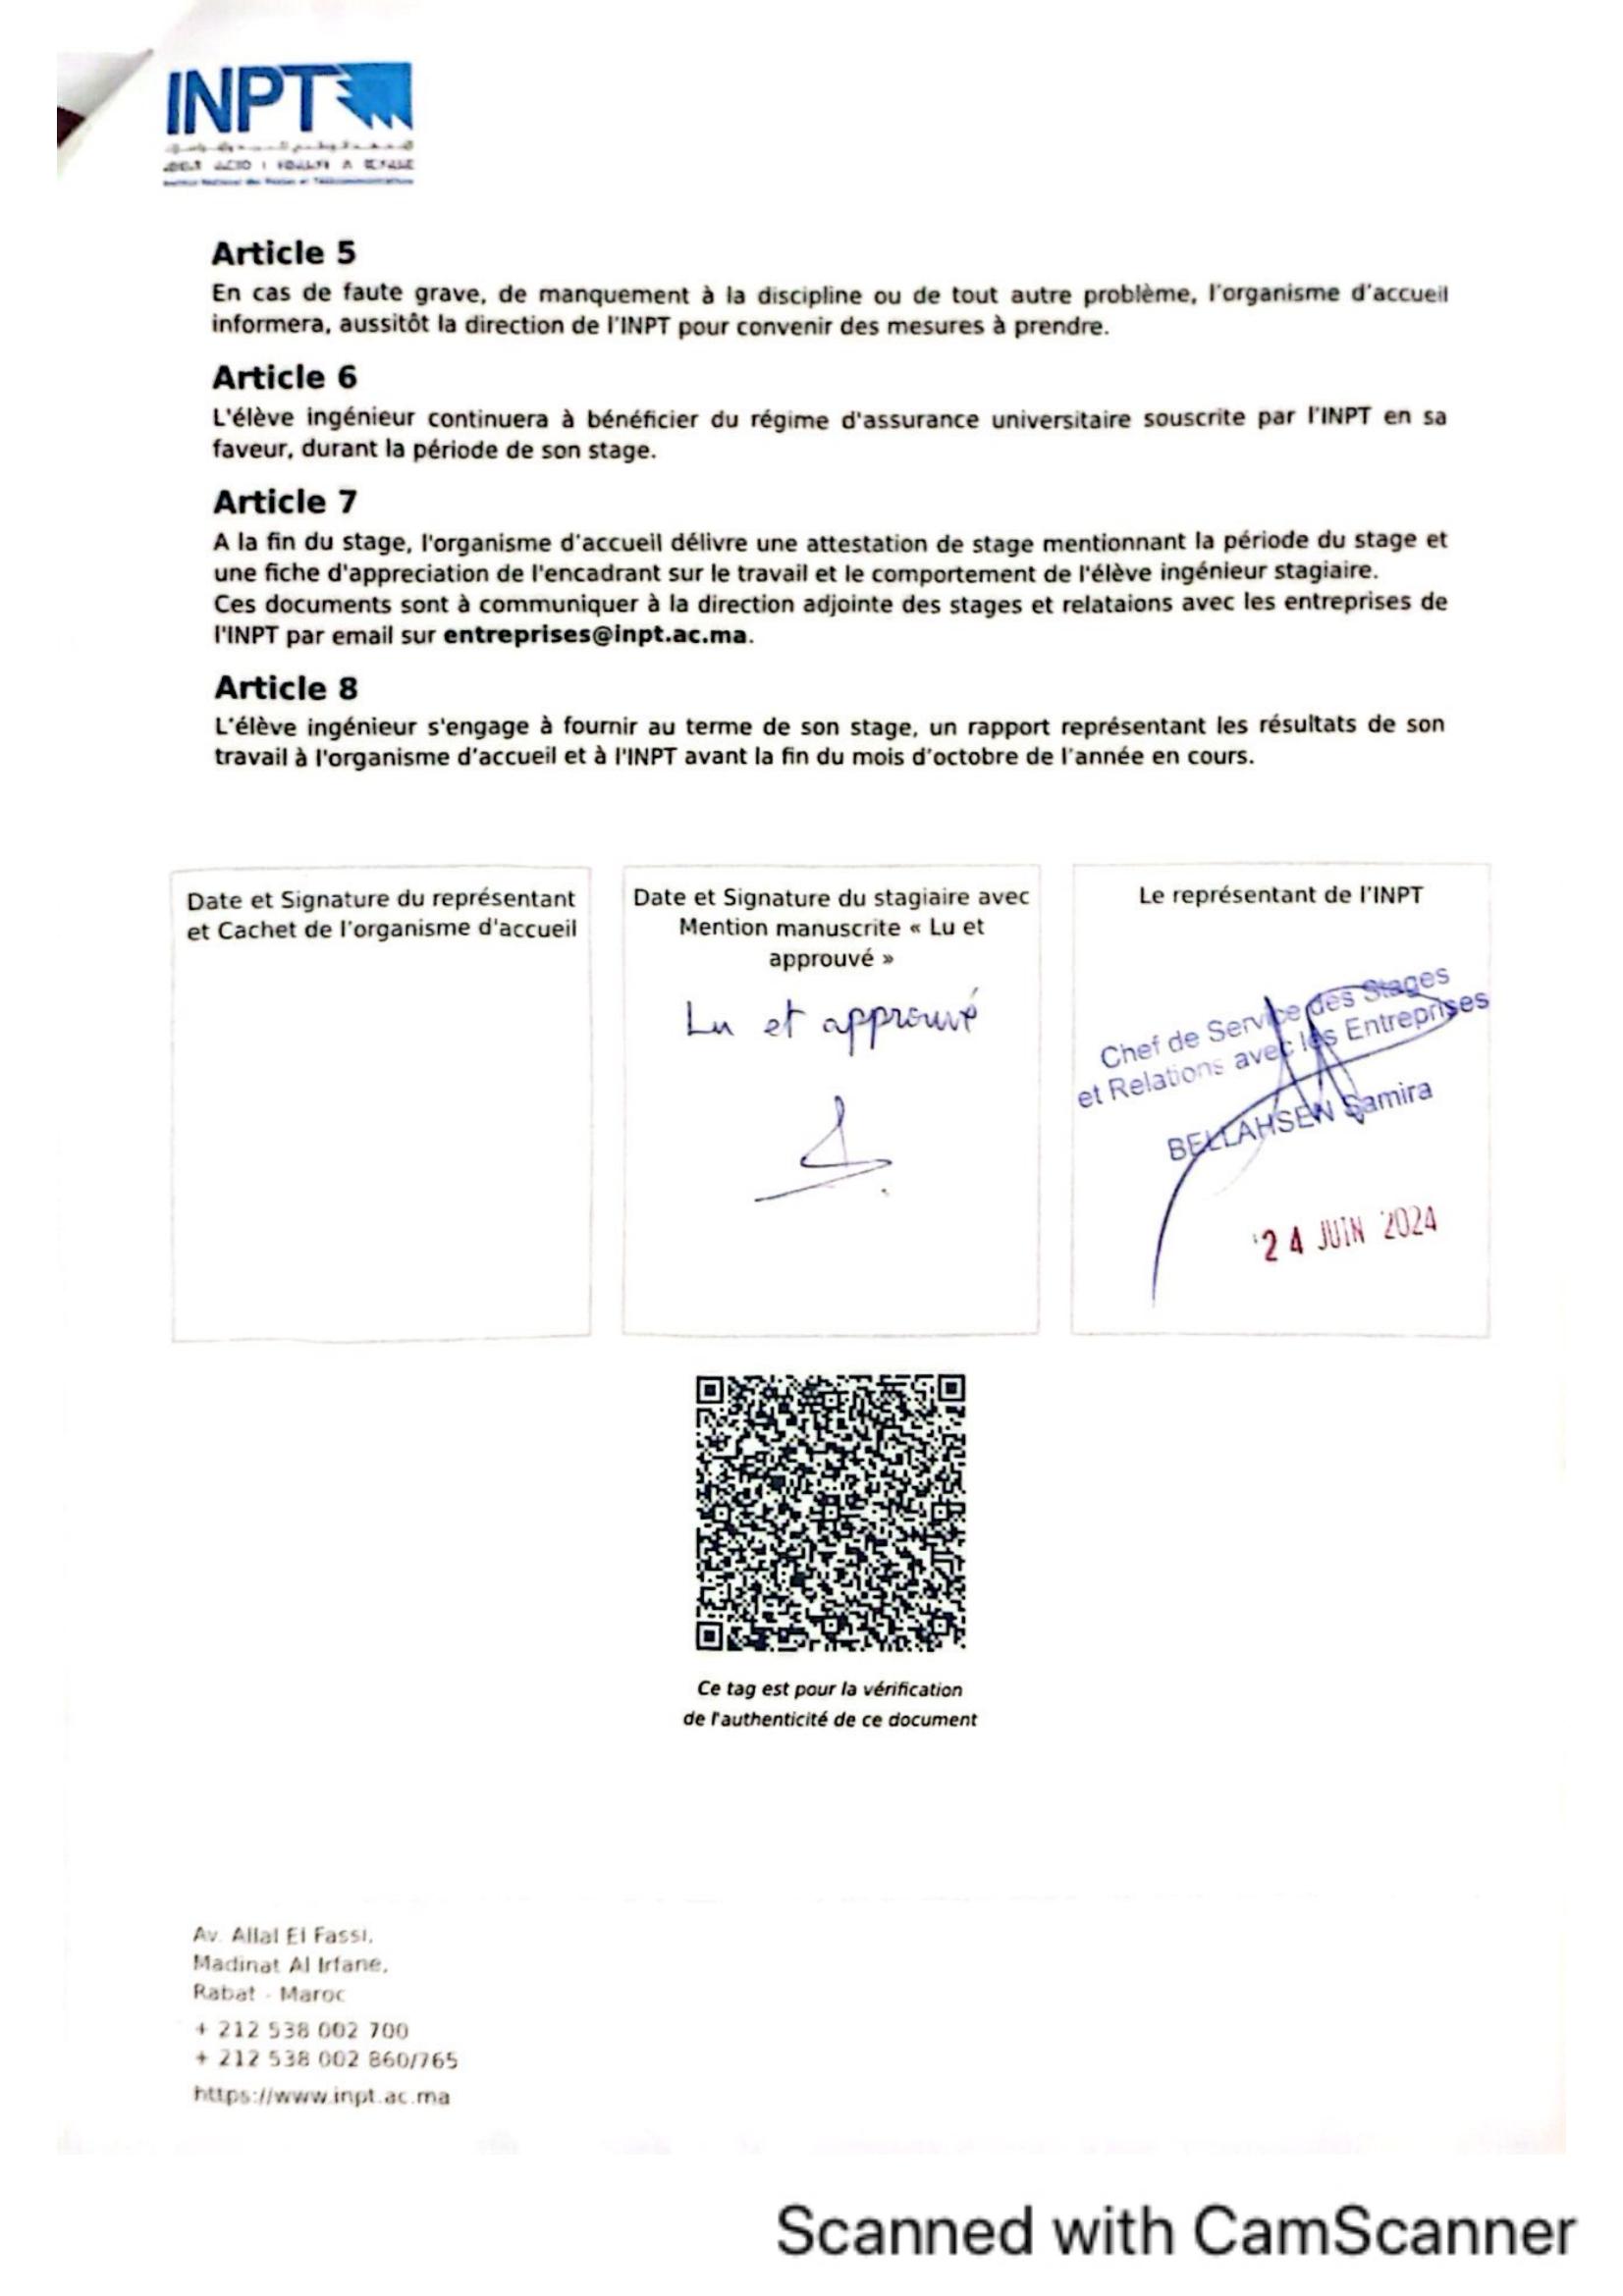 INPT
Institut National des Postes et Télécommunications
Article 5
En cas de faute grave, de manquement à la discipline ou de tout autre problème, l'organisme d'accueil
informera, aussitôt la direction de l'INPT pour convenir des mesures à prendre.
Article 6
L'élève ingénieur continuera à bénéficier du régime d'assurance universitaire souscrite par l'INPT en sa
faveur, durant la période de son stage.
Article 7
A la fin du stage, l'organisme d'accueil délivre une attestation de stage mentionnant la période du stage et
une fiche d'appreciation de l'encadrant sur le travail et le comportement de l'élève ingénieur stagiaire.
Ces documents sont à communiquer à la direction adjointe des stages et relataions avec les entreprises de
l'INPT par email sur entreprises@inpt.ac.ma.
Article 8
L'élève ingénieur s'engage à fournir au terme de son stage, un rapport représentant les résultats de son
travail à l'organisme d'accueil et à l'INPT avant la fin du mois d'octobre de l'année en cours.
Date et Signature du représentant
et Cachet de l'organisme d'accueil
Date et Signature du stagiaire avec
Mention manuscrite « Lu et
approuvé »
Lu et approuvé
Le représentant de l'INPT
Chef de Service des Stages
et Relations avec les Entreprises
BELLAHSEN Samira
24 JUIN 2024
Ce tag est pour la vérification
de l'authenticité de ce document
Av. Allal El Fassi,
Madinat Al Irfane,
Rabat - Maroc
+ 212 538 002 700
+ 212 538 002 860/765
https://www.inpt.ac.ma
Scanned with CamScanner